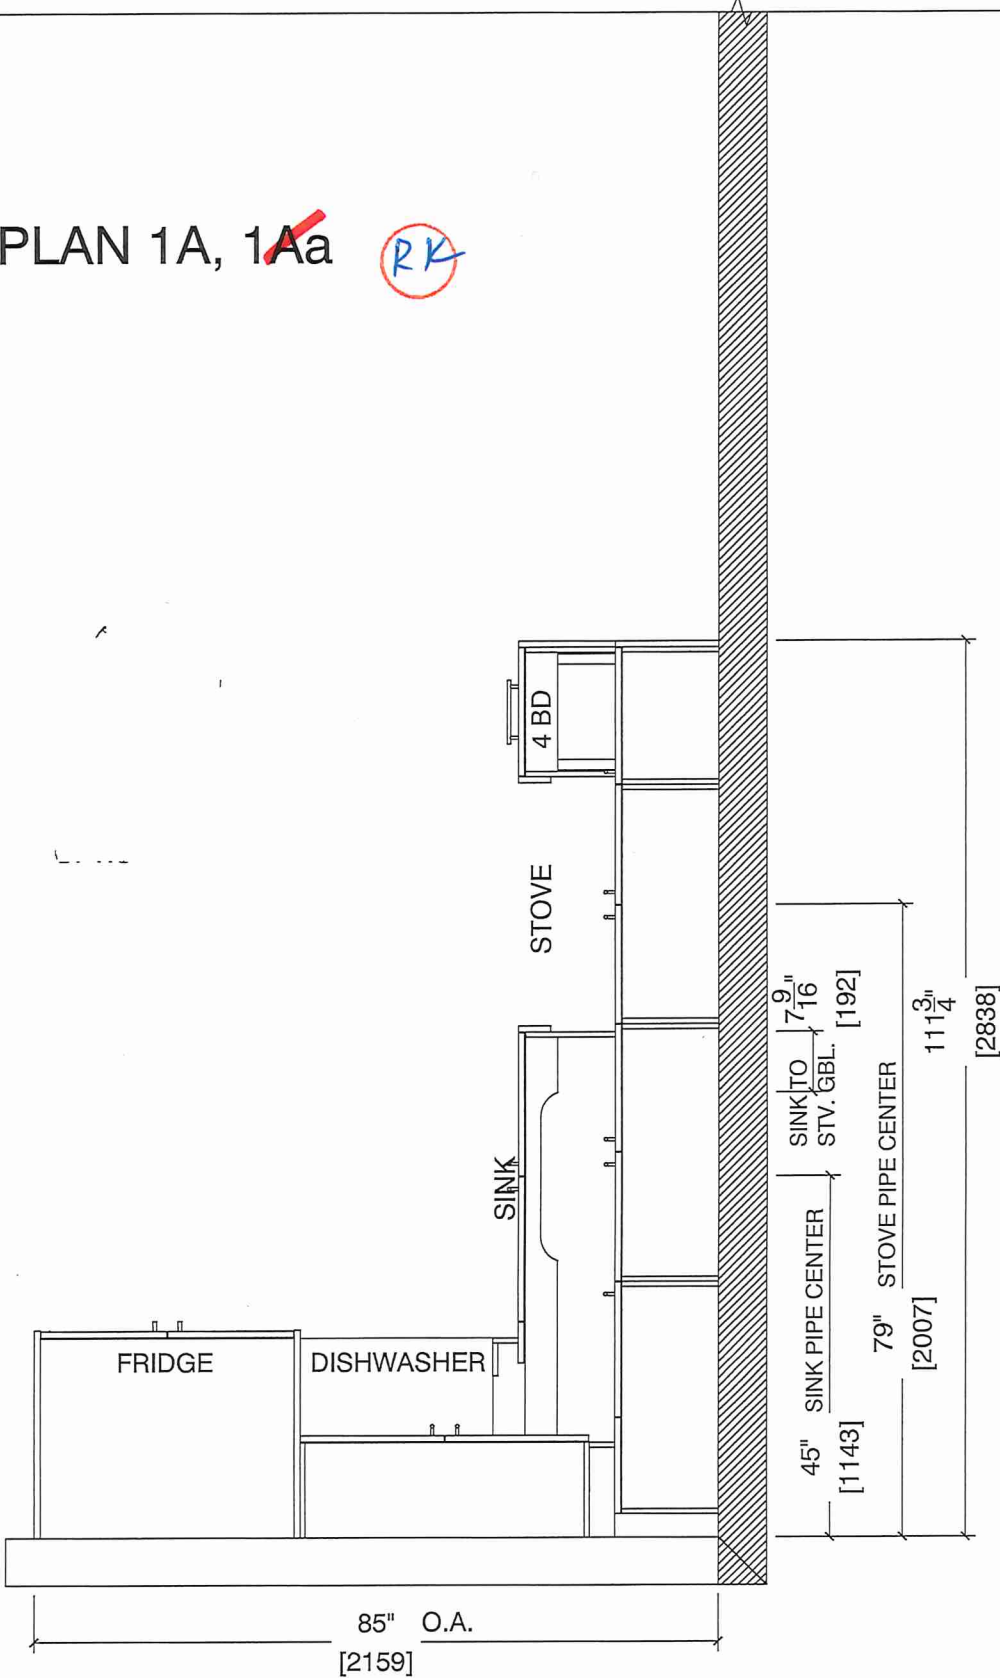 PLAN 1A, 1Aa
RK
4 BD
STOVE
SINK
FRIDGE
DISHWASHER
7 9/16"
[192]
SINK TO
STV. GBL.
111 3/4"
[2838]
79" STOVE PIPE CENTER
[2007]
45" SINK PIPE CENTER
[1143]
85" O.A.
[2159]